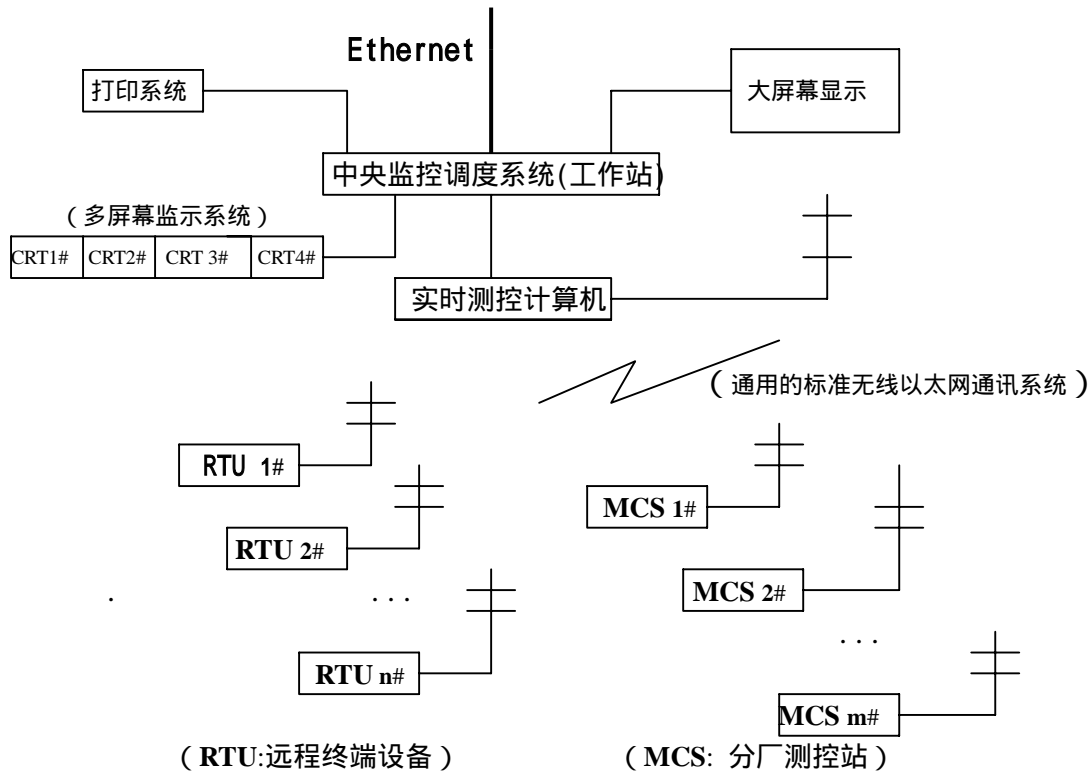 Ethernet
打印系统
大屏幕显示
中央监控调度系统(工作站)
（多屏幕监示系统）
CRT1# CRT2# CRT 3# CRT4#
实时测控计算机
（通用的标准无线以太网通讯系统）
RTU 1#
MCS 1#
RTU 2#
MCS 2#
. . . .
. . .
RTU n#
MCS m#
（RTU:远程终端设备） （MCS: 分厂测控站）